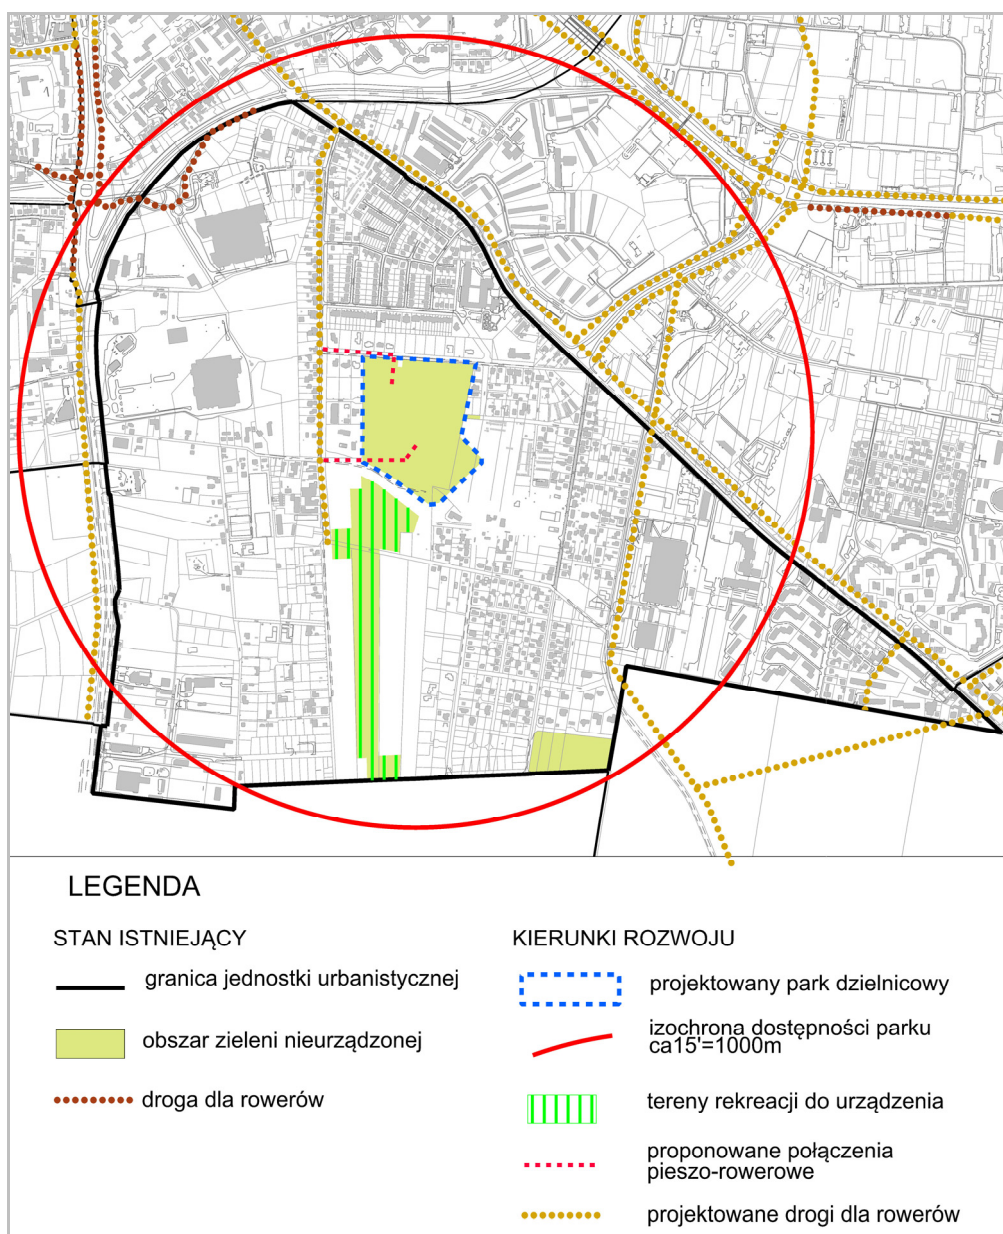 LEGENDA
STAN ISTNIEJĄCY
granica jednostki urbanistycznej
obszar zieleni nieurządzonej
droga dla rowerów
KIERUNKI ROZWOJU
projektowany park dzielnicowy
izochrona dostępności parku
ca15'=1000m
tereny rekreacji do urządzenia
proponowane połączenia
pieszo-rowerowe
projektowane drogi dla rowerów